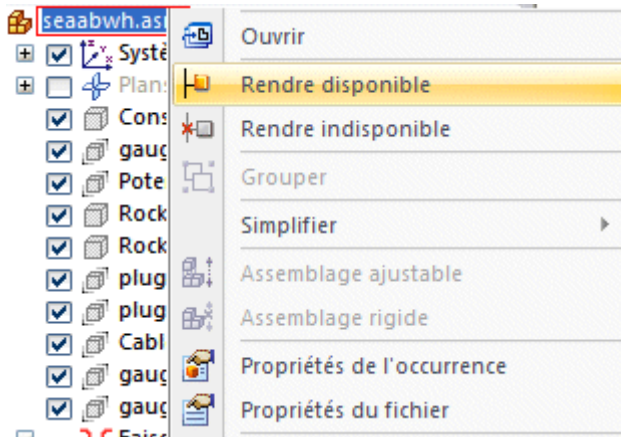 seaabwh.as
Systè
Plans
Cons
gaug
Pote
Rock
Rock
plug
plug
Cabl
gaug
gaug
Ouvrir
Rendre disponible
Rendre indisponible
Grouper
Simplifier
Assemblage ajustable
Assemblage rigide
Propriétés de l'occurrence
Propriétés du fichier